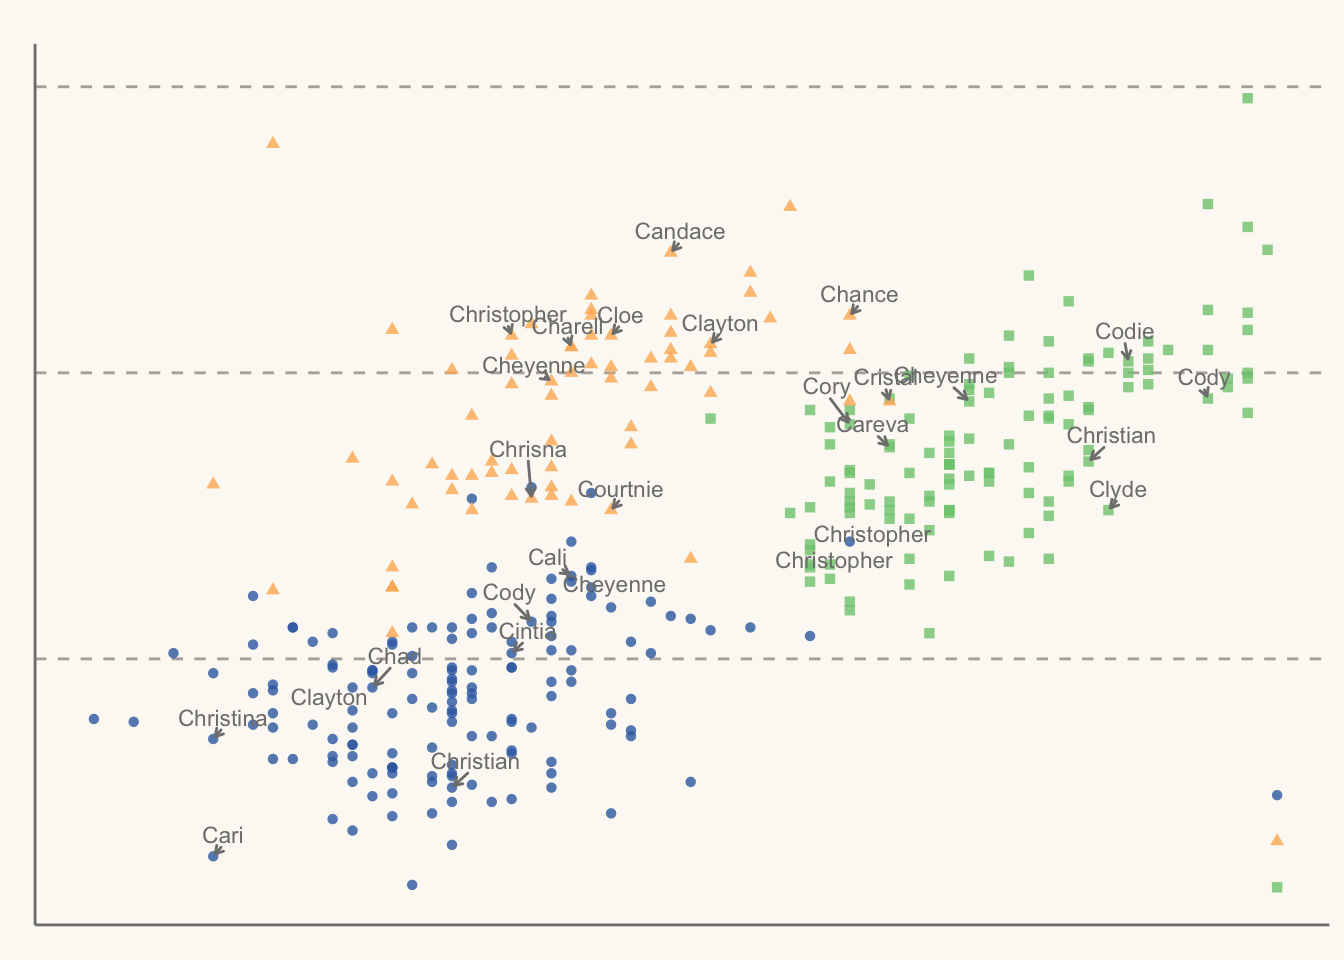 Candace
Chance
Christopher
Cloe
Clayton
Charell
Codie
Cheyenne
Cristal
Cheyenne
Cody
Cory
Careva
Christian
Chrisna
Courtnie
Clyde
Christopher
Cali
Christopher
Cheyenne
Cody
Cintia
Chad
Clayton
Christina
Christian
Cari